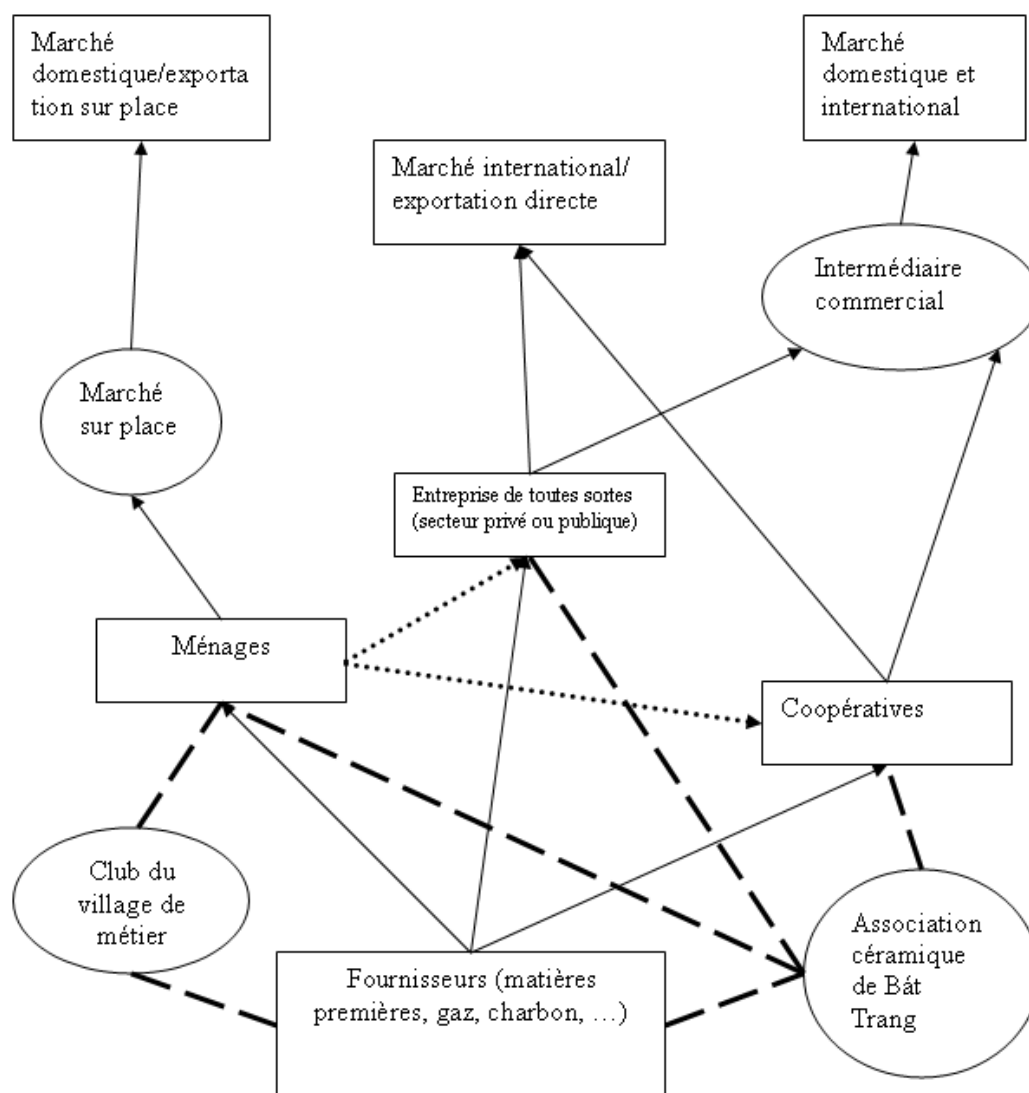 Marché
domestique/exporta
tion sur place
Marché
domestique et
international
Marché international/
exportation directe
Intermédiaire
commercial
Marché
sur place
Entreprise de toutes sortes
(secteur privé ou publique)
Ménages
Coopératives
Club du
village de
métier
Association
céramique
de Bát
Trang
Fournisseurs (matières
premières, gaz, charbon, …)